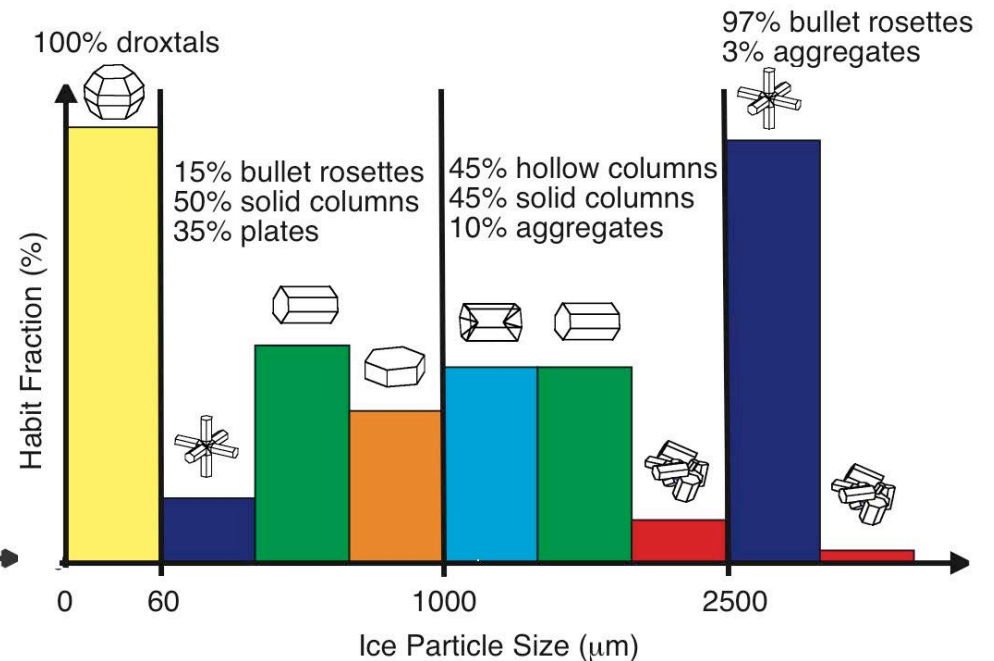 100% droxtals
97% bullet rosettes
3% aggregates
15% bullet rosettes
50% solid columns
35% plates
45% hollow columns
45% solid columns
10% aggregates
Habit Fraction (%)
0
60
1000
2500
Ice Particle Size (μm)